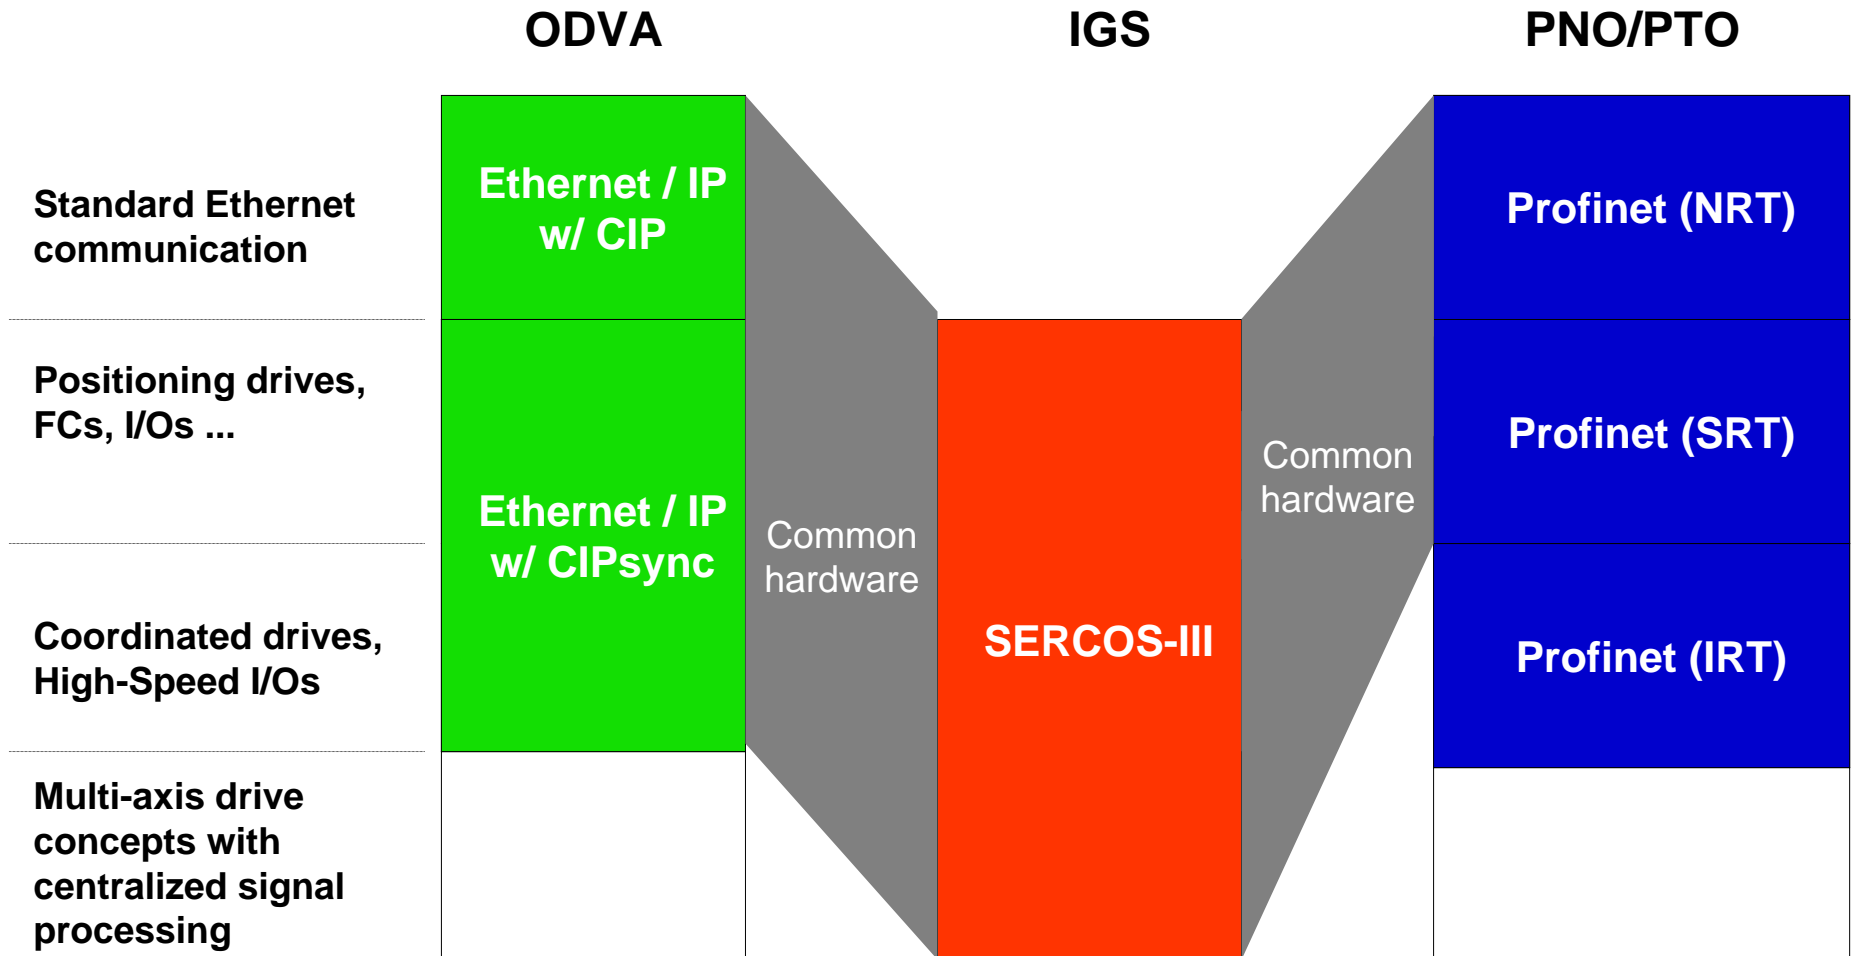 ODVA
IGS
PNO/PTO
Standard Ethernet
communication
Ethernet / IP
w/ CIP
Profinet (NRT)
Positioning drives,
FCs, I/Os ...
Ethernet / IP
w/ CIPsync
Common
hardware
Common
hardware
Profinet (SRT)
Coordinated drives,
High-Speed I/Os
SERCOS-III
Profinet (IRT)
Multi-axis drive
concepts with
centralized signal
processing